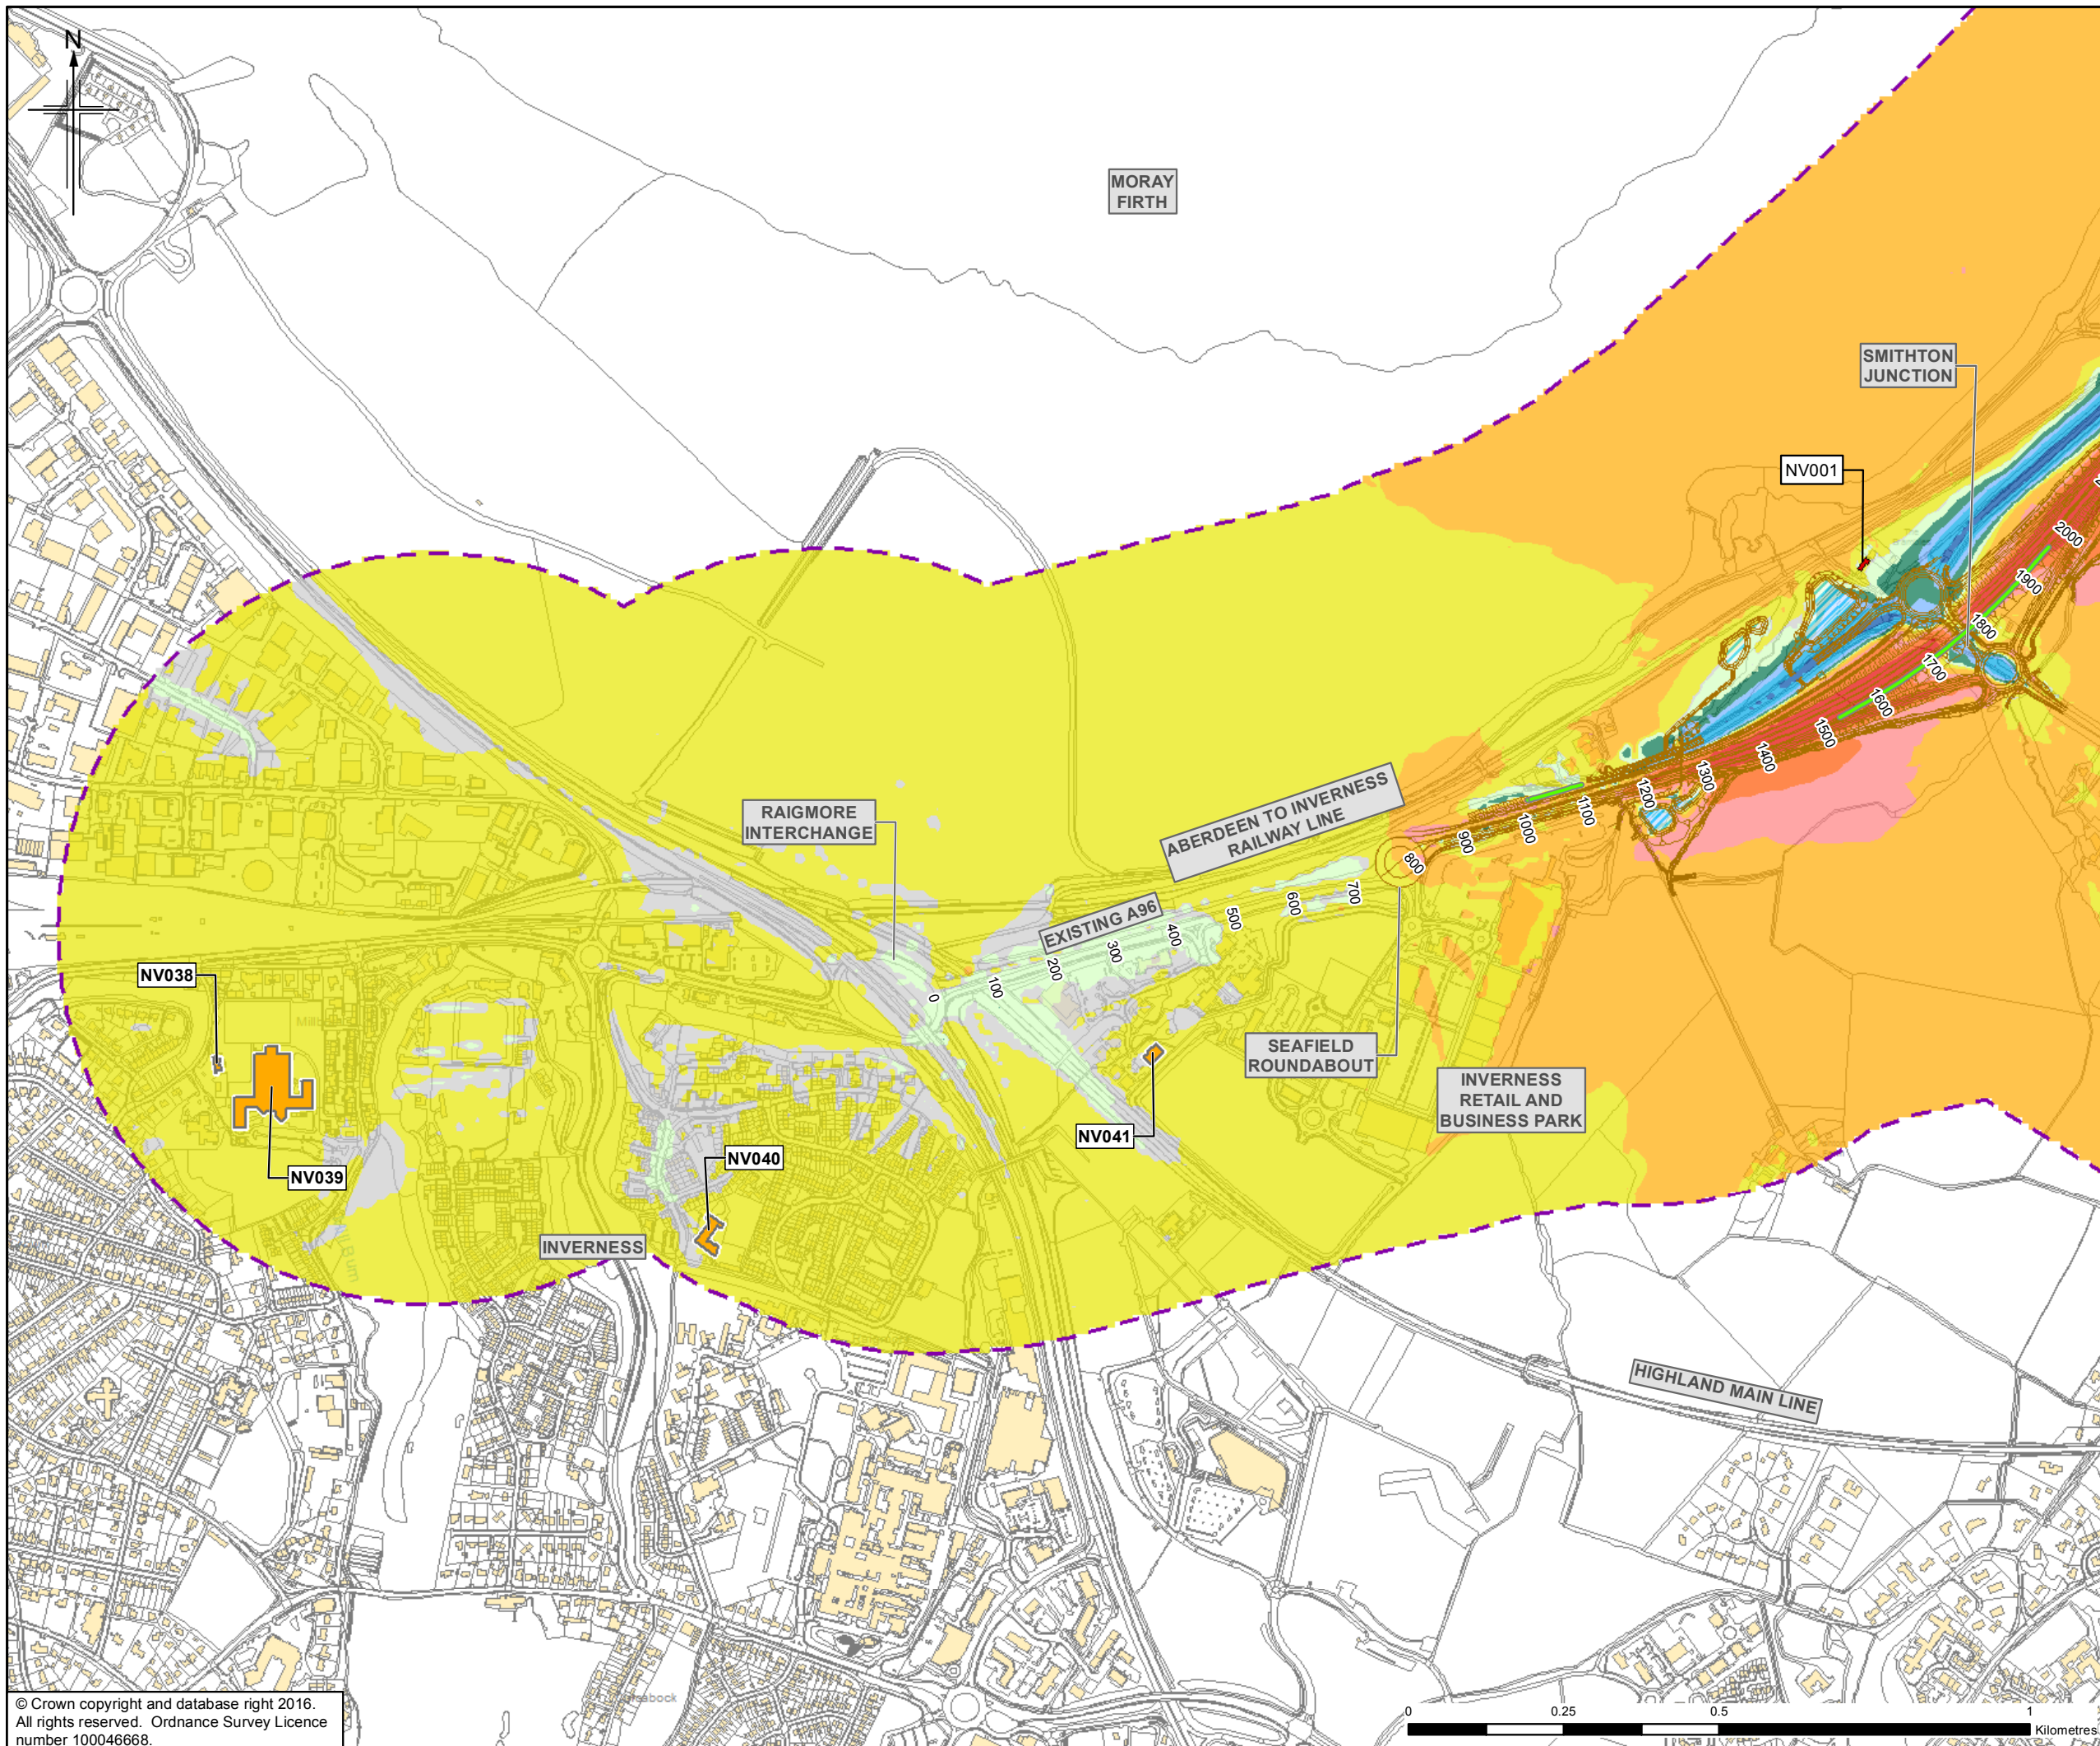 N
MORAY
FIRTH
SMITHTON
JUNCTION
NV001
2000
1900
1800
1700
1600
1500
1400
1300
1200
1100
1000
900
800
700
600
500
400
300
200
100
0
RAIGMORE
INTERCHANGE
ABERDEEN TO INVERNESS
RAILWAY LINE
EXISTING A96
NV038
SEAFIELD
ROUNDABOUT
INVERNESS
RETAIL AND
BUSINESS PARK
NV041
NV040
NV039
INVERNESS
Burn
HIGHLAND MAIN LINE
© Crown copyright and database right 2016.
All rights reserved. Ordnance Survey Licence
number 100046668.
0 0.25 0.5 1
Kilometres